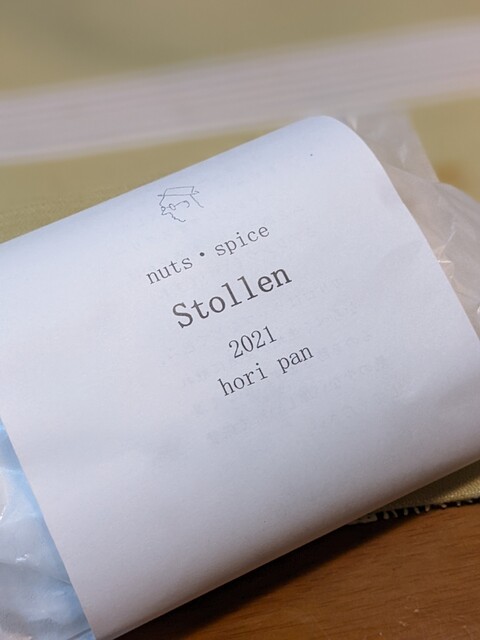 nuts・spice
Stollen
2021
hori pan